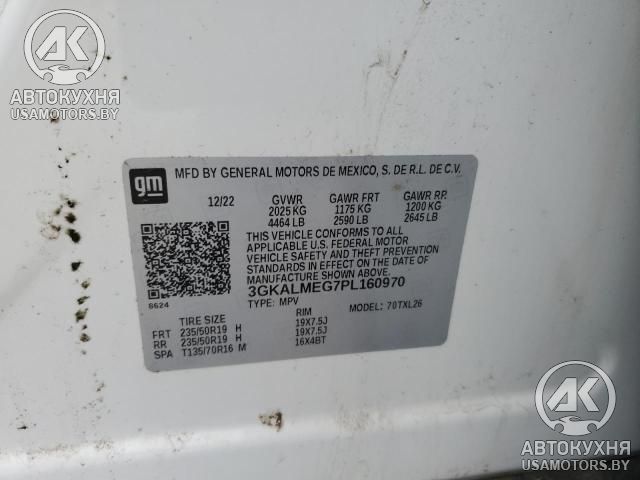 АК
АВТОКУХНЯ
USAMOTORS.BY
gm
MFD BY GENERAL MOTORS DE MEXICO, S. DE R.L. DE C.V.
12/22 GVWR GAWR FRT GAWR RR
2025 KG 1175 KG 1200 KG
4464 LB 2590 LB 2645 LB
THIS VEHICLE CONFORMS TO ALL
APPLICABLE U.S. FEDERAL MOTOR
VEHICLE SAFETY AND THEFT PREVENTION
STANDARDS IN EFFECT ON THE DATE OF
MANUFACTURE SHOWN ABOVE.
3GKALMEG7PL160970
8624 TYPE: MPV MODEL: 70TXL26
TIRE SIZE RIM
FRT 235/50R19 H 19X7.5J
RR 235/50R19 H 19X7.5J
SPA T135/70R16 M 16X4BT
АК
АВТОКУХНЯ
USAMOTORS.BY